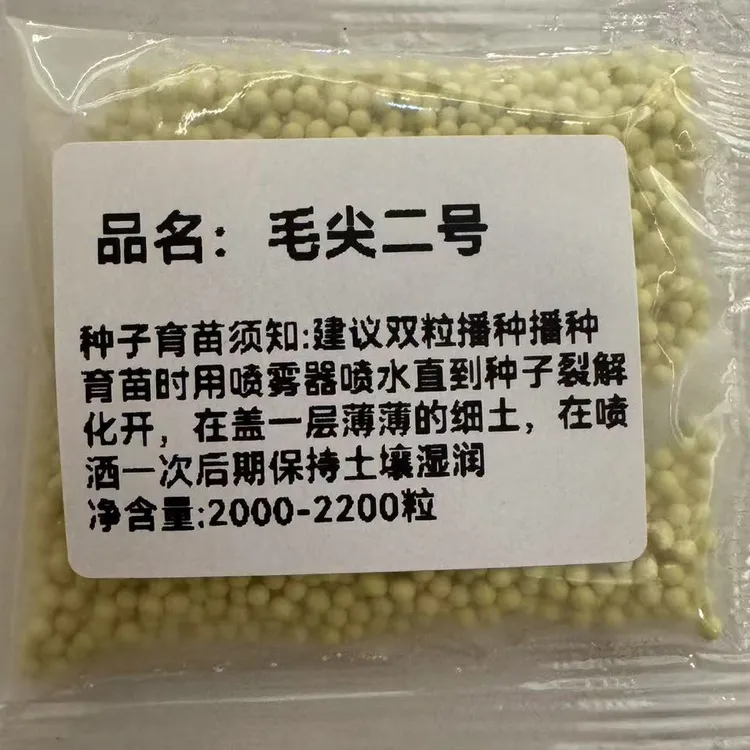 品名：毛尖二号
种子育苗须知:建议双粒播种播种
育苗时用喷雾器喷水直到种子裂解
化开，在盖一层薄薄的细土，在喷
洒一次后期保持土壤湿润
净含量:2000-2200粒